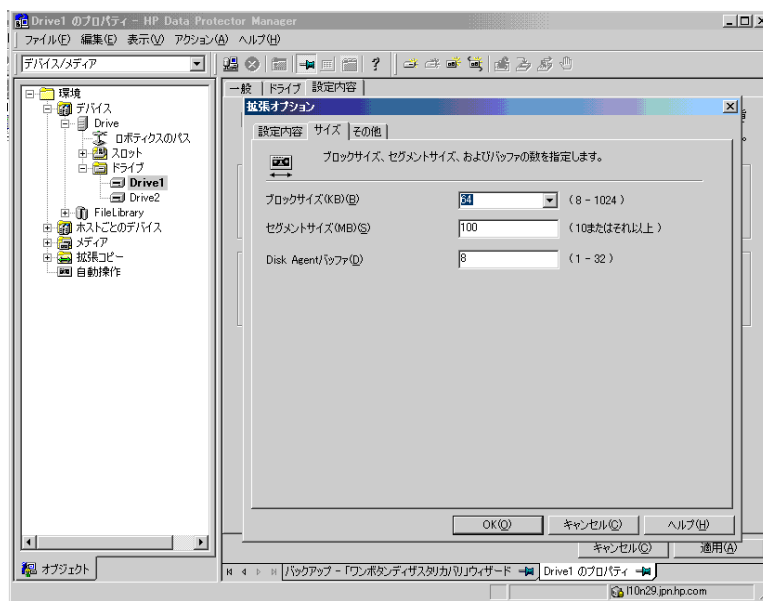 Drive1 のプロパティ - HP Data Protector Manager
ファイル(F) 編集(E) 表示(V) アクション(A) ヘルプ(H)
デバイス/メディア
環境
デバイス
Drive
ロボティクスのパス
スロット
ドライブ
Drive1
Drive2
FileLibrary
ホストごとのデバイス
メディア
拡張コピー
自動操作
オブジェクト
一般 ドライブ 設定内容
拡張オプション
設定内容 サイズ その他
ブロックサイズ、セグメントサイズ、およびバッファの数を指定します。
ブロックサイズ(KB)(B) 64 ( 8 - 1024 )
セグメントサイズ(MB)(S) 100 ( 10またはそれ以上 )
Disk Agentバッファ(D) 8 ( 1 - 32 )
OK(O) キャンセル(C) ヘルプ(H)
キャンセル(C) 適用(A)
バックアップ - 「ワンボタンディザスタリカバリ」ウィザード Drive1 のプロパティ
l10n29.jpn.hp.com